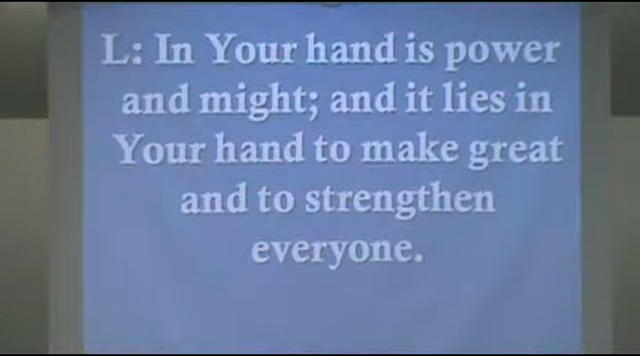 L: In Your hand is power
and might; and it lies in
Your hand to make great
and to strengthen
everyone.